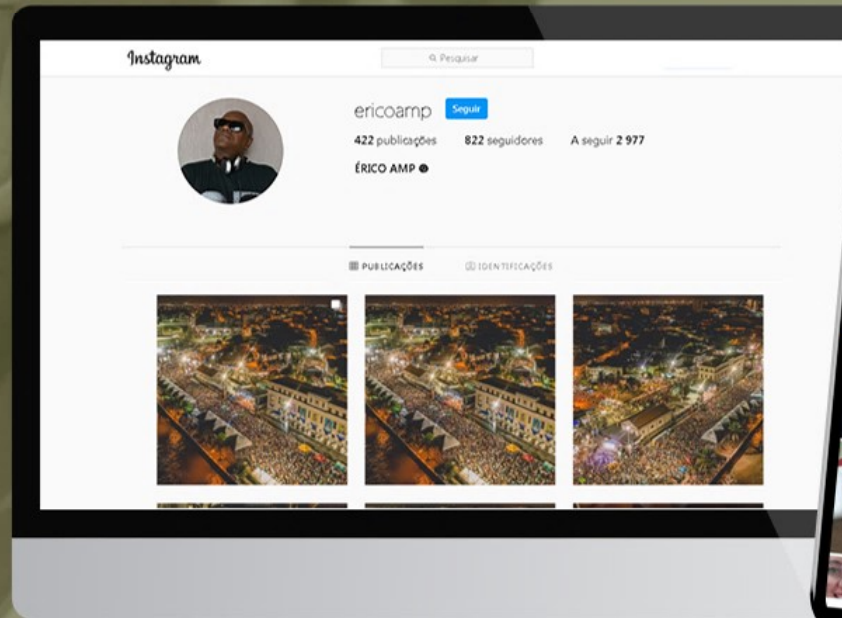 Instagram
Pesquisar
ericoamp Seguir
422 publicações 822 seguidores A seguir 2 977
ÉRICO AMP
PUBLICAÇÕES IDENTIFICAÇÕES